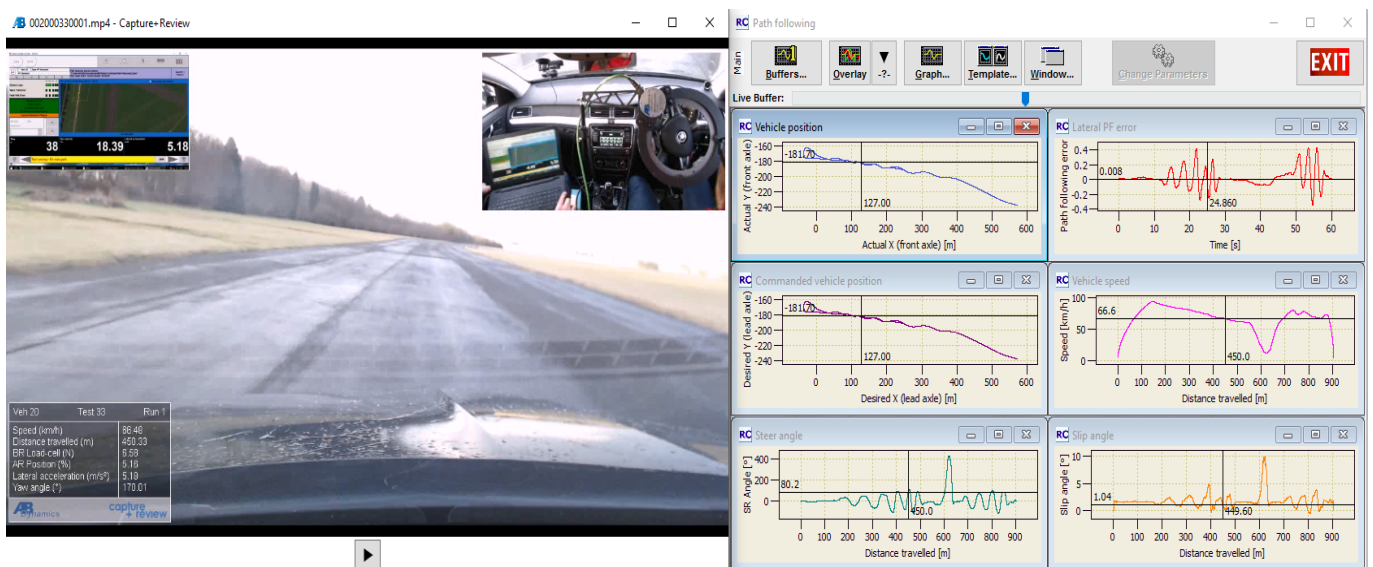 002000330001.mp4 - Capture+Review
38 18.39 5.18
Veh 20 Test 33 Run 1
Speed (km/h) 66.48
Distance travelled (m) 450.33
BR Load-cell (N) 6.58
AR Position (%) 5.16
Lateral acceleration (m/s²) 5.18
Yaw angle (°) 170.01
AB Dynamics capture + review
RC Path following
Main
Buffers... Overlay -?- Graph... Template... Window... Change Parameters EXIT
Live Buffer:
RC Vehicle position
Actual Y (front axle)
-160
-180
-200
-220
-240
-181.70
127.00
0 100 200 300 400 500 600
Actual X (front axle) [m]
RC Lateral PF error
Path following error
0.4
0.2
0
-0.2
-0.4
0.008
24.860
0 10 20 30 40 50 60
Time [s]
RC Commanded vehicle position
Desired Y (lead axle)
-160
-180
-200
-220
-240
-181.70
127.00
0 100 200 300 400 500 600
Desired X (lead axle) [m]
RC Vehicle speed
Speed [km/h]
100
50
0
66.6
450.0
0 100 200 300 400 500 600 700 800 900
Distance travelled [m]
RC Steer angle
SR Angle [°]
400
200
0
80.2
450.0
0 100 200 300 400 500 600 700 800 900
Distance travelled [m]
RC Slip angle
Slip angle [°]
10
5
0
1.04
449.60
0 100 200 300 400 500 600 700 800 900
Distance travelled [m]